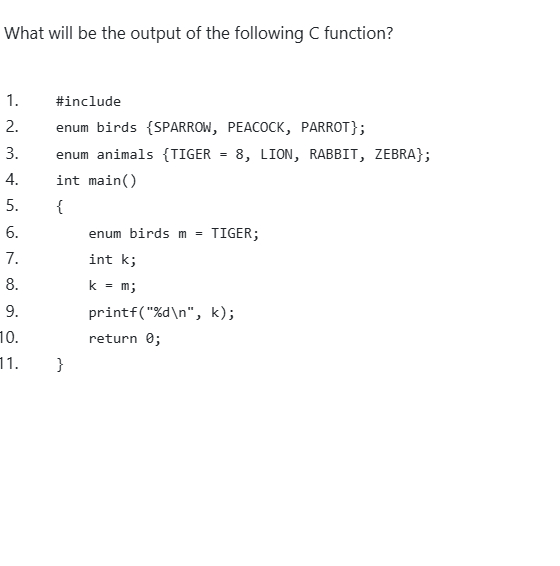 What will be the output of the following C function?
1. #include
2. enum birds {SPARROW, PEACOCK, PARROT};
3. enum animals {TIGER = 8, LION, RABBIT, ZEBRA};
4. int main()
5. {
6. enum birds m = TIGER;
7. int k;
8. k = m;
9. printf("%d\n", k);
10. return 0;
11. }